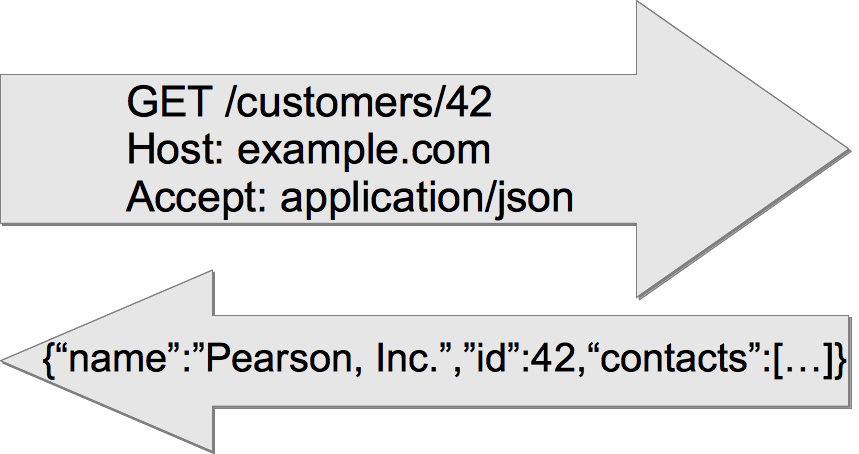 GET /customers/42
Host: example.com
Accept: application/json
{“name”:”Pearson, Inc.”,”id”:42,“contacts”:[…]}